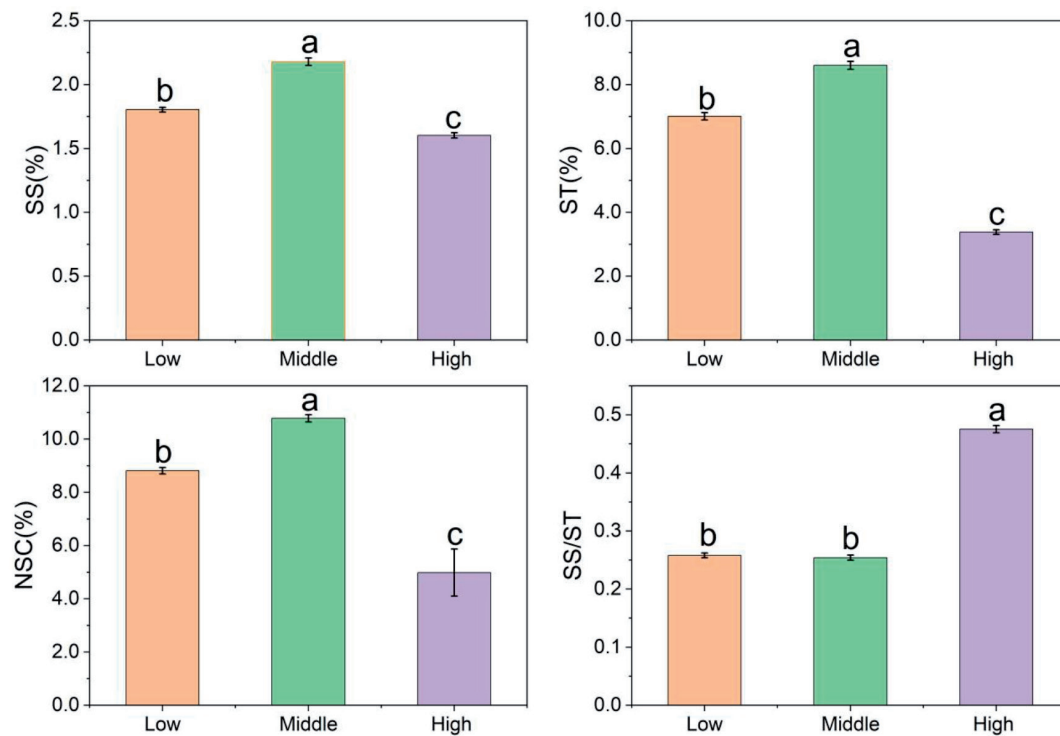 2.5
2.0
1.5
1.0
0.5
0.0
SS(%)
b
a
c
Low Middle High
10.0
8.0
6.0
4.0
2.0
0.0
ST(%)
b
a
c
Low Middle High
12.0
10.0
8.0
6.0
4.0
2.0
0.0
NSC(%)
b
a
c
Low Middle High
0.5
0.4
0.3
0.2
0.1
0.0
SS/ST
b
b
a
Low Middle High